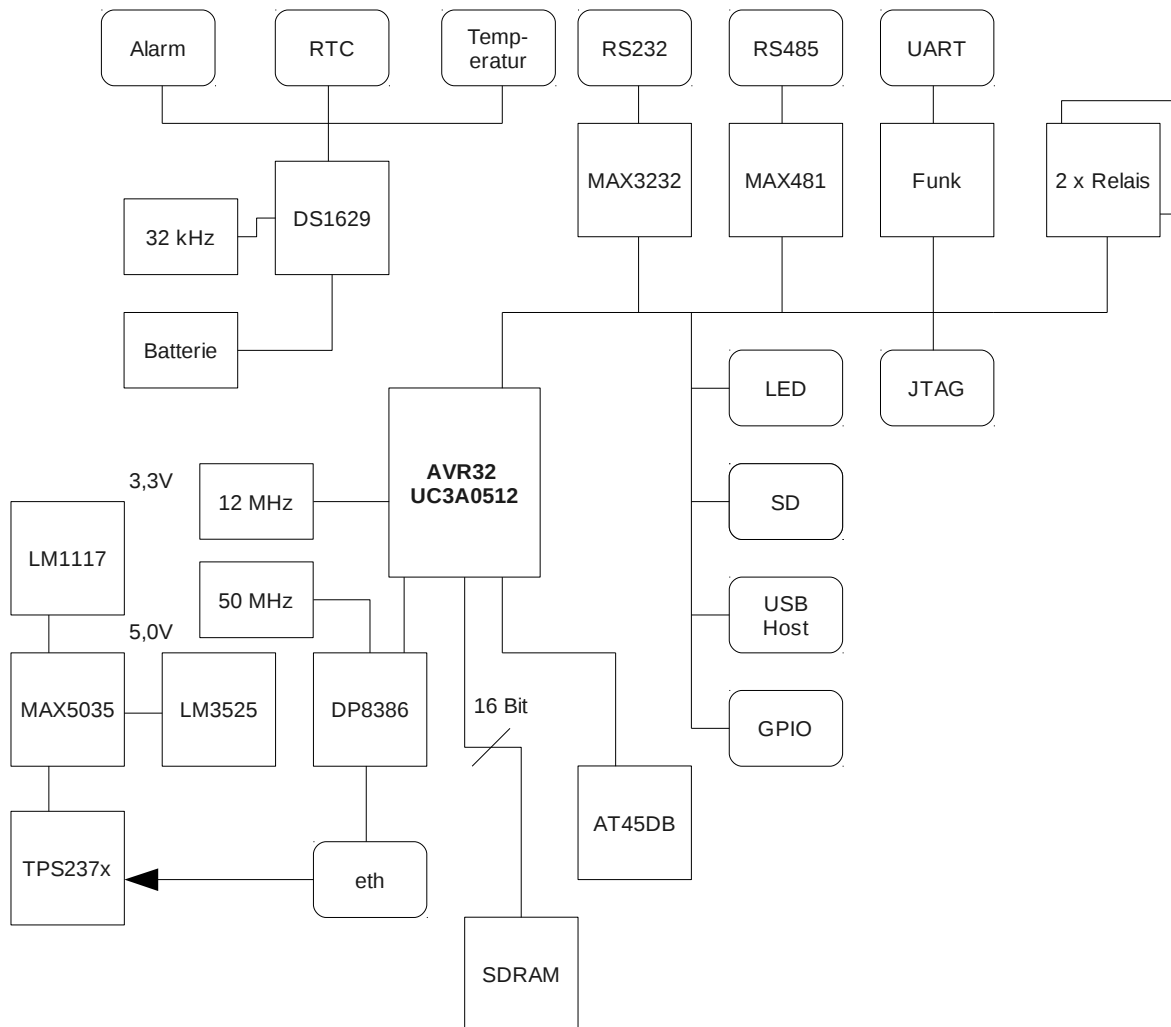 Alarm
RTC
Temp-
eratur
RS232
RS485
UART
MAX3232
MAX481
Funk
2 x Relais
DS1629
32 kHz
Batterie
LED
JTAG
AVR32
UC3A0512
3,3V
12 MHz
SD
LM1117
50 MHz
USB
Host
5,0V
MAX5035
LM3525
DP8386
16 Bit
GPIO
AT45DB
TPS237x
eth
SDRAM